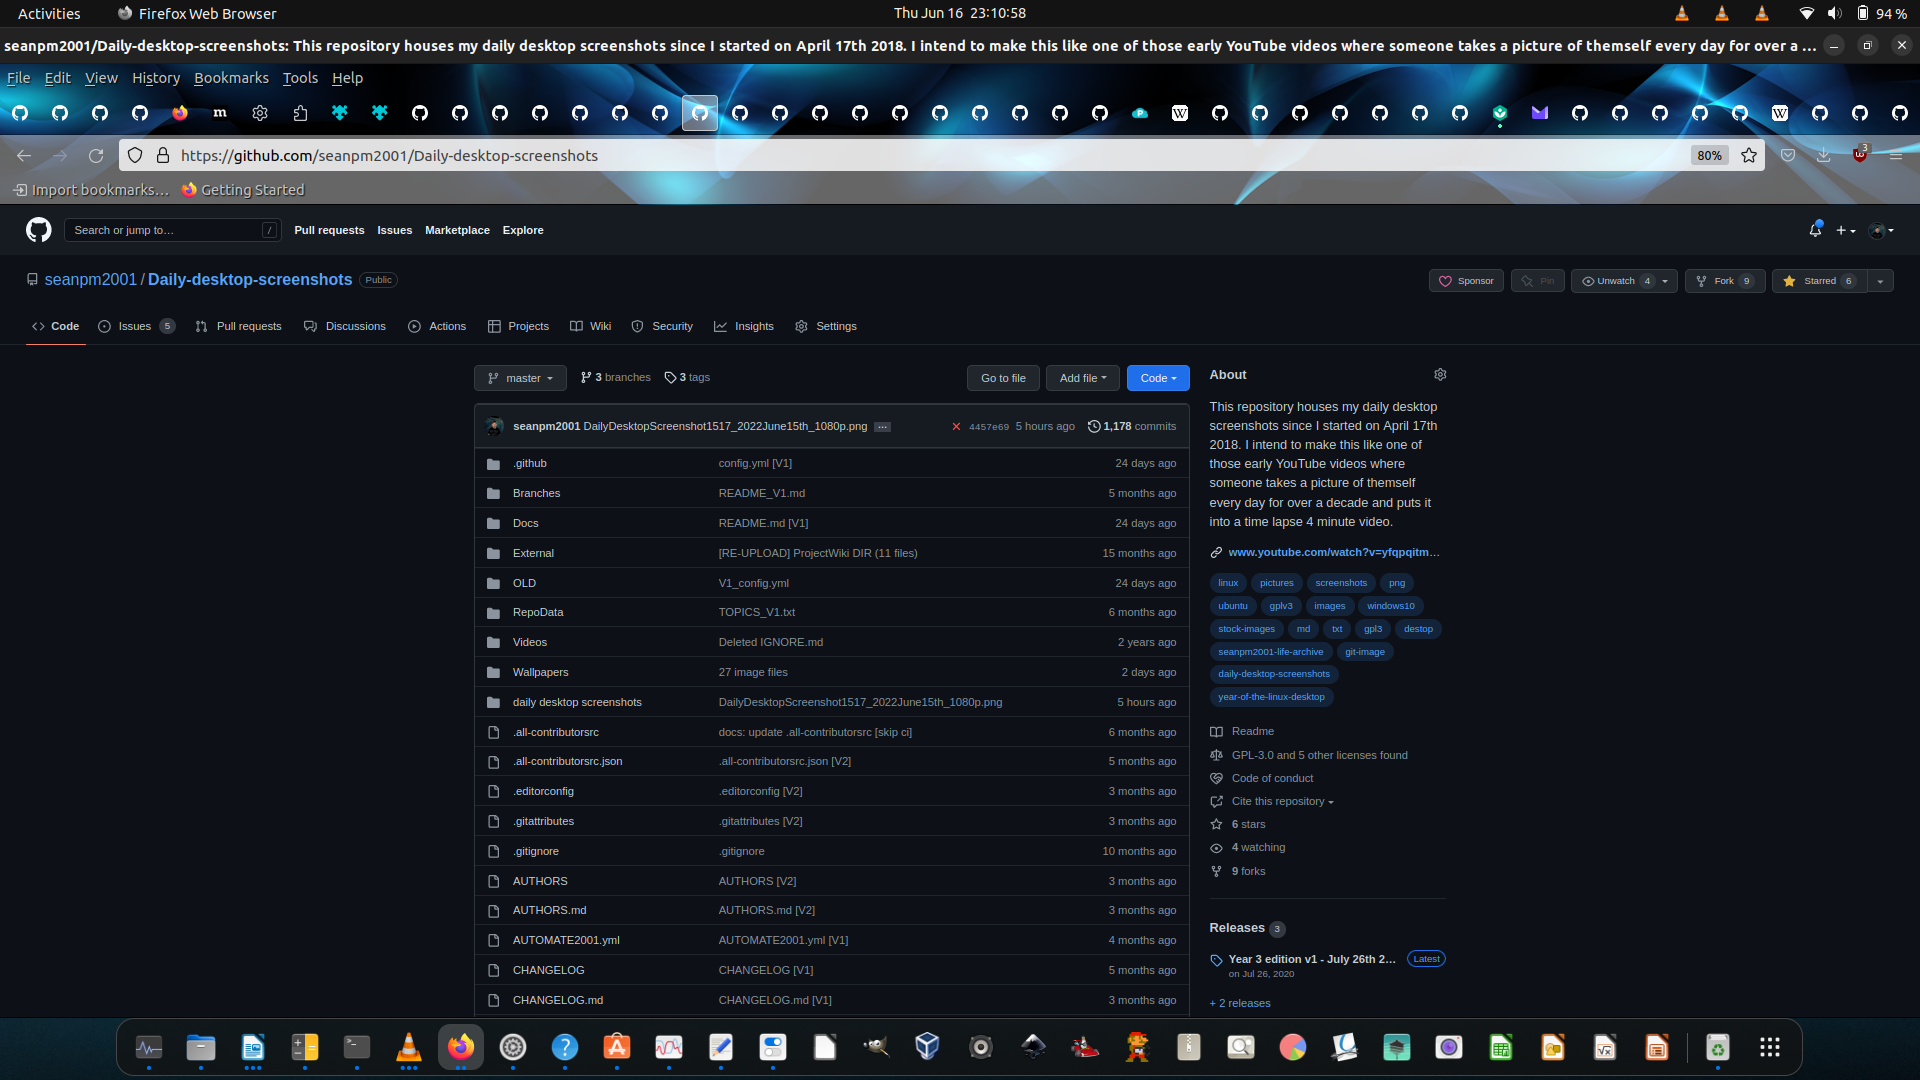 Activities Firefox Web Browser Thu Jun 16 23:10:58 94 %
seanpm2001/Daily-desktop-screenshots: This repository houses my daily desktop screenshots since I started on April 17th 2018. I intend to make this like one of those early YouTube videos where someone takes a picture of themself every day for over a …
File Edit View History Bookmarks Tools Help
https://github.com/seanpm2001/Daily-desktop-screenshots 80% 3
Import bookmarks… Getting Started
Search or jump to… / Pull requests Issues Marketplace Explore
seanpm2001 / Daily-desktop-screenshots Public Sponsor Pin Unwatch 4 Fork 9 Starred 6
Code Issues 5 Pull requests Discussions Actions Projects Wiki Security Insights Settings
master 3 branches 3 tags Go to file Add file Code
seanpm2001 DailyDesktopScreenshot1517_2022June15th_1080p.png … 4457e69 5 hours ago 1,178 commits
.github config.yml [V1] 24 days ago
Branches README_V1.md 5 months ago
Docs README.md [V1] 24 days ago
External [RE-UPLOAD] ProjectWiki DIR (11 files) 15 months ago
OLD V1_config.yml 24 days ago
RepoData TOPICS_V1.txt 6 months ago
Videos Deleted IGNORE.md 2 years ago
Wallpapers 27 image files 2 days ago
daily desktop screenshots DailyDesktopScreenshot1517_2022June15th_1080p.png 5 hours ago
.all-contributorsrc docs: update .all-contributorsrc [skip ci] 6 months ago
.all-contributorsrc.json .all-contributorsrc.json [V2] 5 months ago
.editorconfig .editorconfig [V2] 3 months ago
.gitattributes .gitattributes [V2] 3 months ago
.gitignore .gitignore 10 months ago
AUTHORS AUTHORS [V2] 3 months ago
AUTHORS.md AUTHORS.md [V2] 3 months ago
AUTOMATE2001.yml AUTOMATE2001.yml [V1] 4 months ago
CHANGELOG CHANGELOG [V1] 5 months ago
CHANGELOG.md CHANGELOG.md [V1] 3 months ago
About
This repository houses my daily desktop
screenshots since I started on April 17th
2018. I intend to make this like one of
those early YouTube videos where
someone takes a picture of themself
every day for over a decade and puts it
into a time lapse 4 minute video.
www.youtube.com/watch?v=yfqpqitm…
linux pictures screenshots png
ubuntu gplv3 images windows10
stock-images md txt gpl3 destop
seanpm2001-life-archive git-image
daily-desktop-screenshots
year-of-the-linux-desktop
Readme
GPL-3.0 and 5 other licenses found
Code of conduct
Cite this repository
6 stars
4 watching
9 forks
Releases 3
Year 3 edition v1 - July 26th 2… Latest
on Jul 26, 2020
+ 2 releases